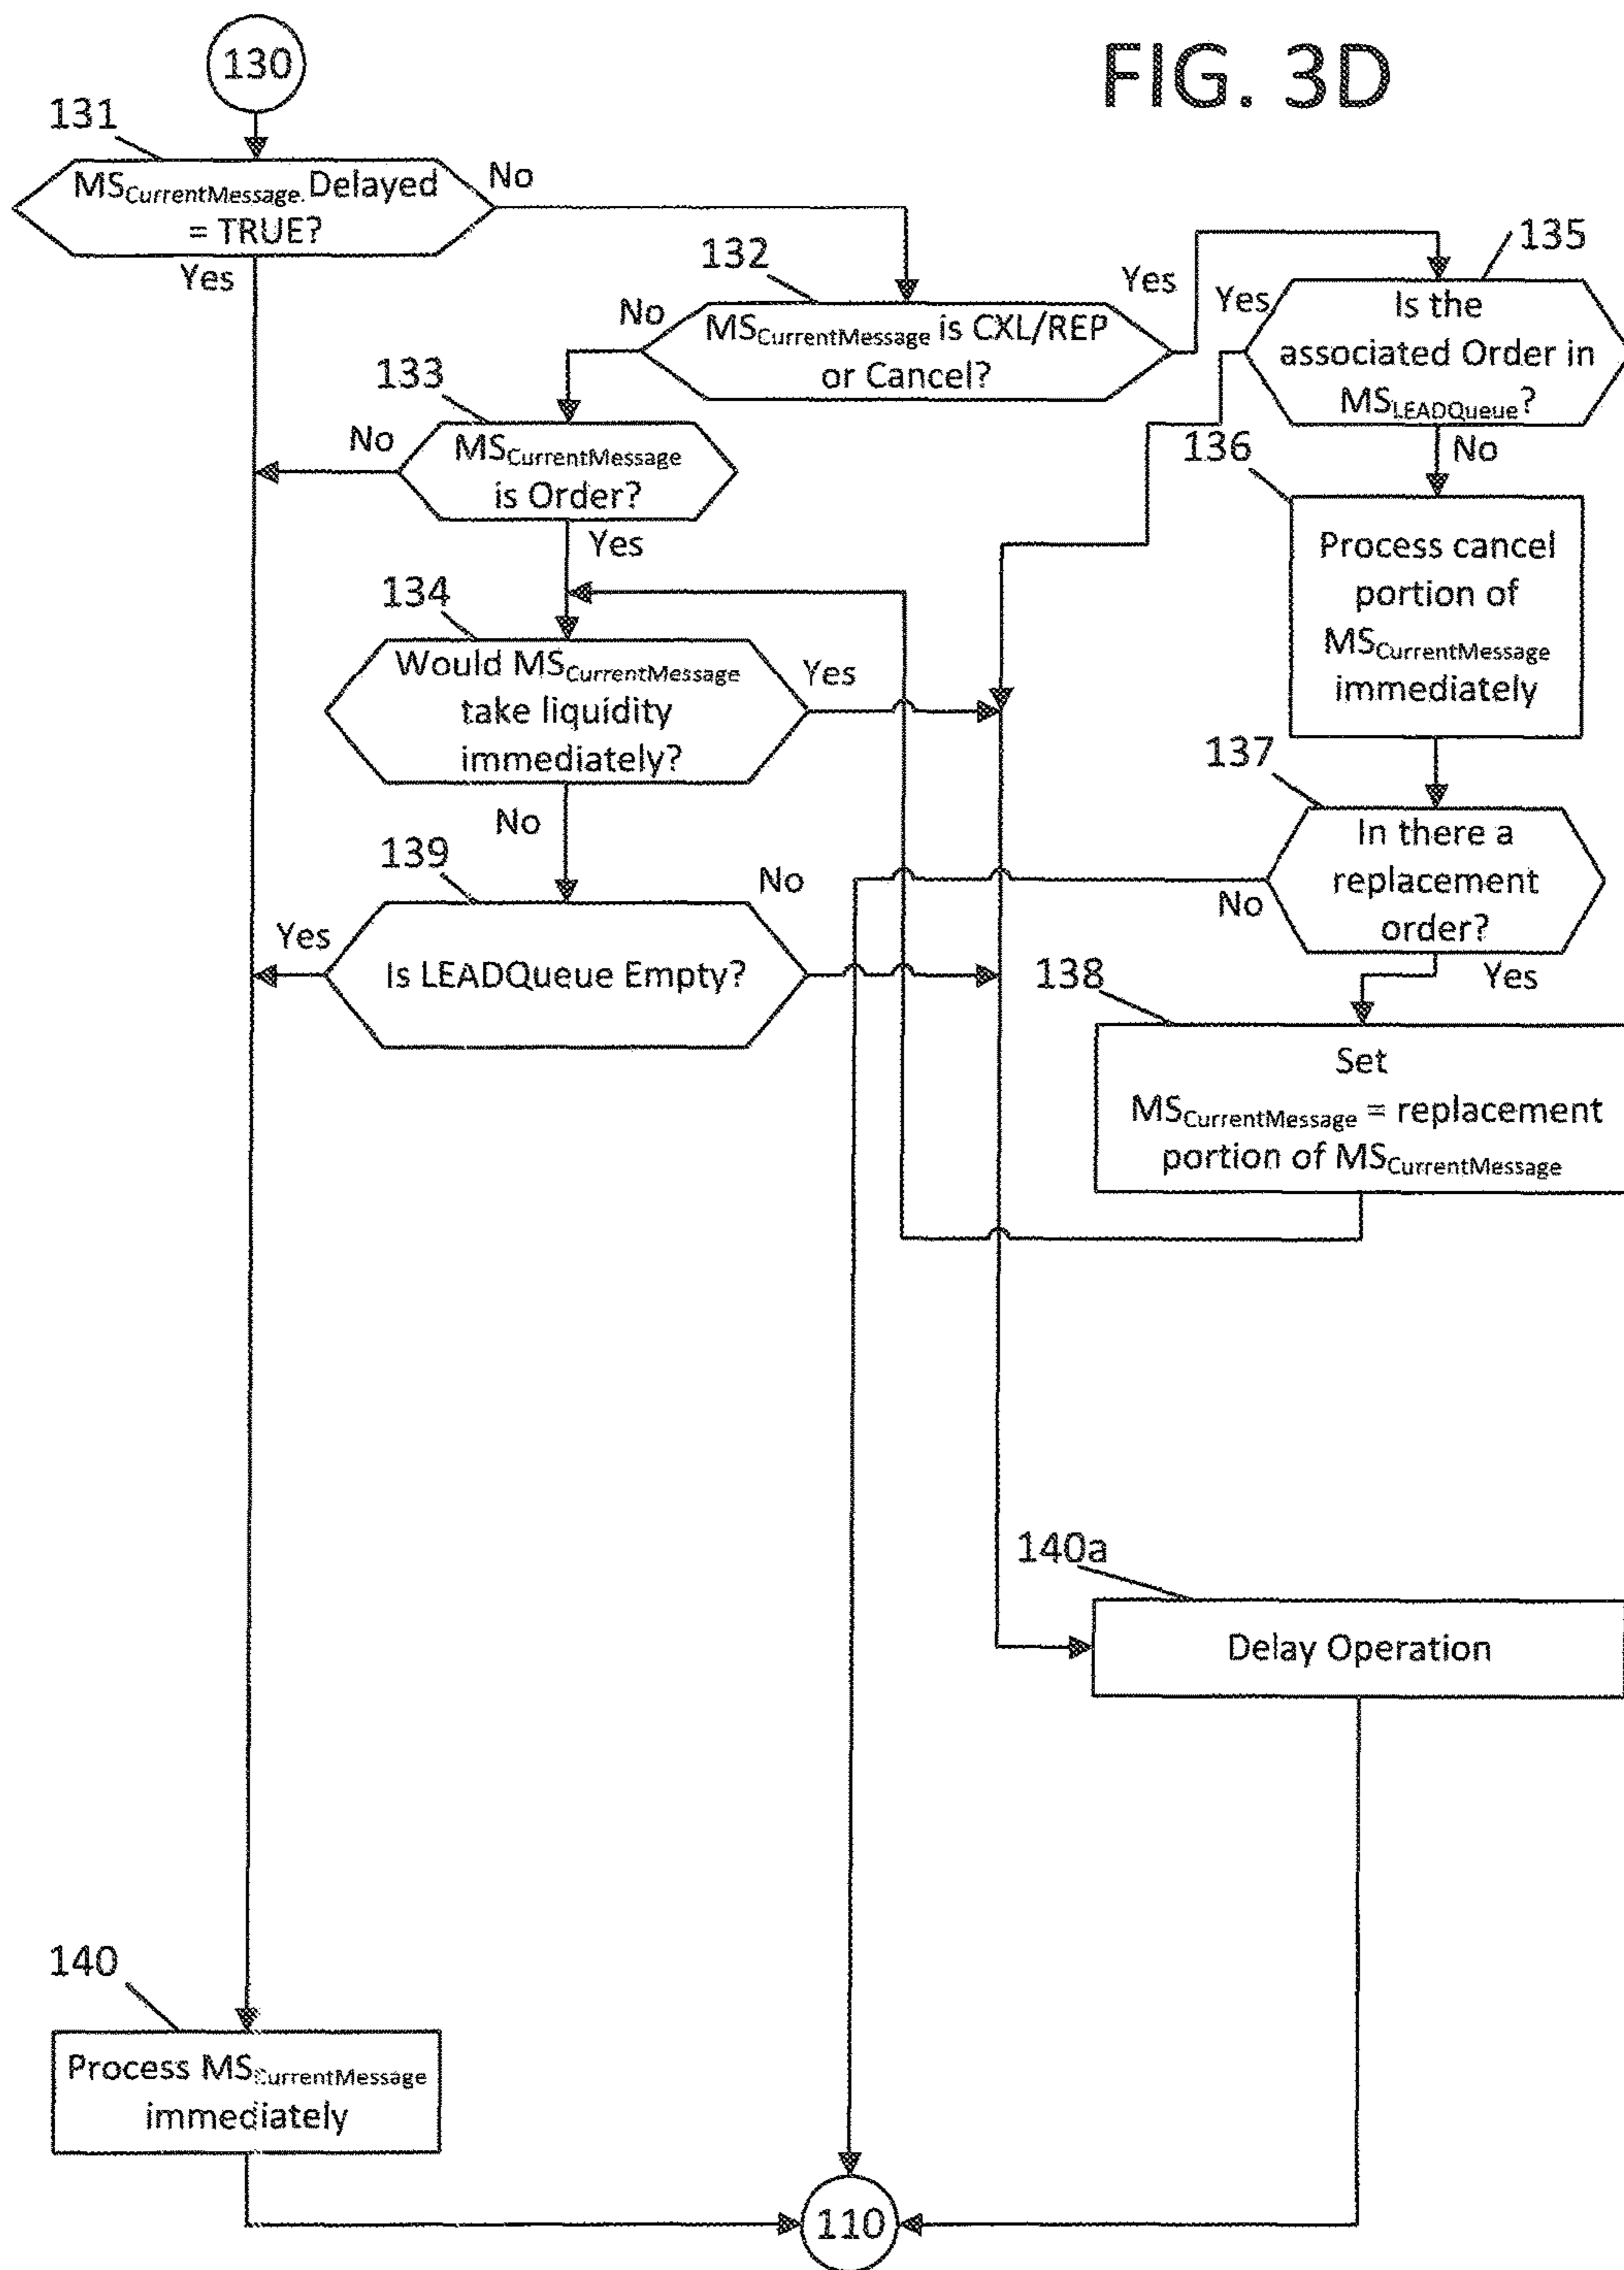 FIG. 3D
130
131
MSCurrentMessage.Delayed
= TRUE?
No
Yes
132
MSCurrentMessage is CXL/REP
or Cancel?
No
Yes
135
Is the
associated Order in
MSLEADQueue?
Yes
No
133
MSCurrentMessage
is Order?
No
Yes
136
Process cancel
portion of
MSCurrentMessage
immediately
134
Would MSCurrentMessage
take liquidity
immediately?
Yes
No
137
In there a
replacement
order?
No
Yes
139
Is LEADQueue Empty?
Yes
No
138
Set
MSCurrentMessage = replacement
portion of MSCurrentMessage
140a
Delay Operation
140
Process MSCurrentMessage
immediately
110